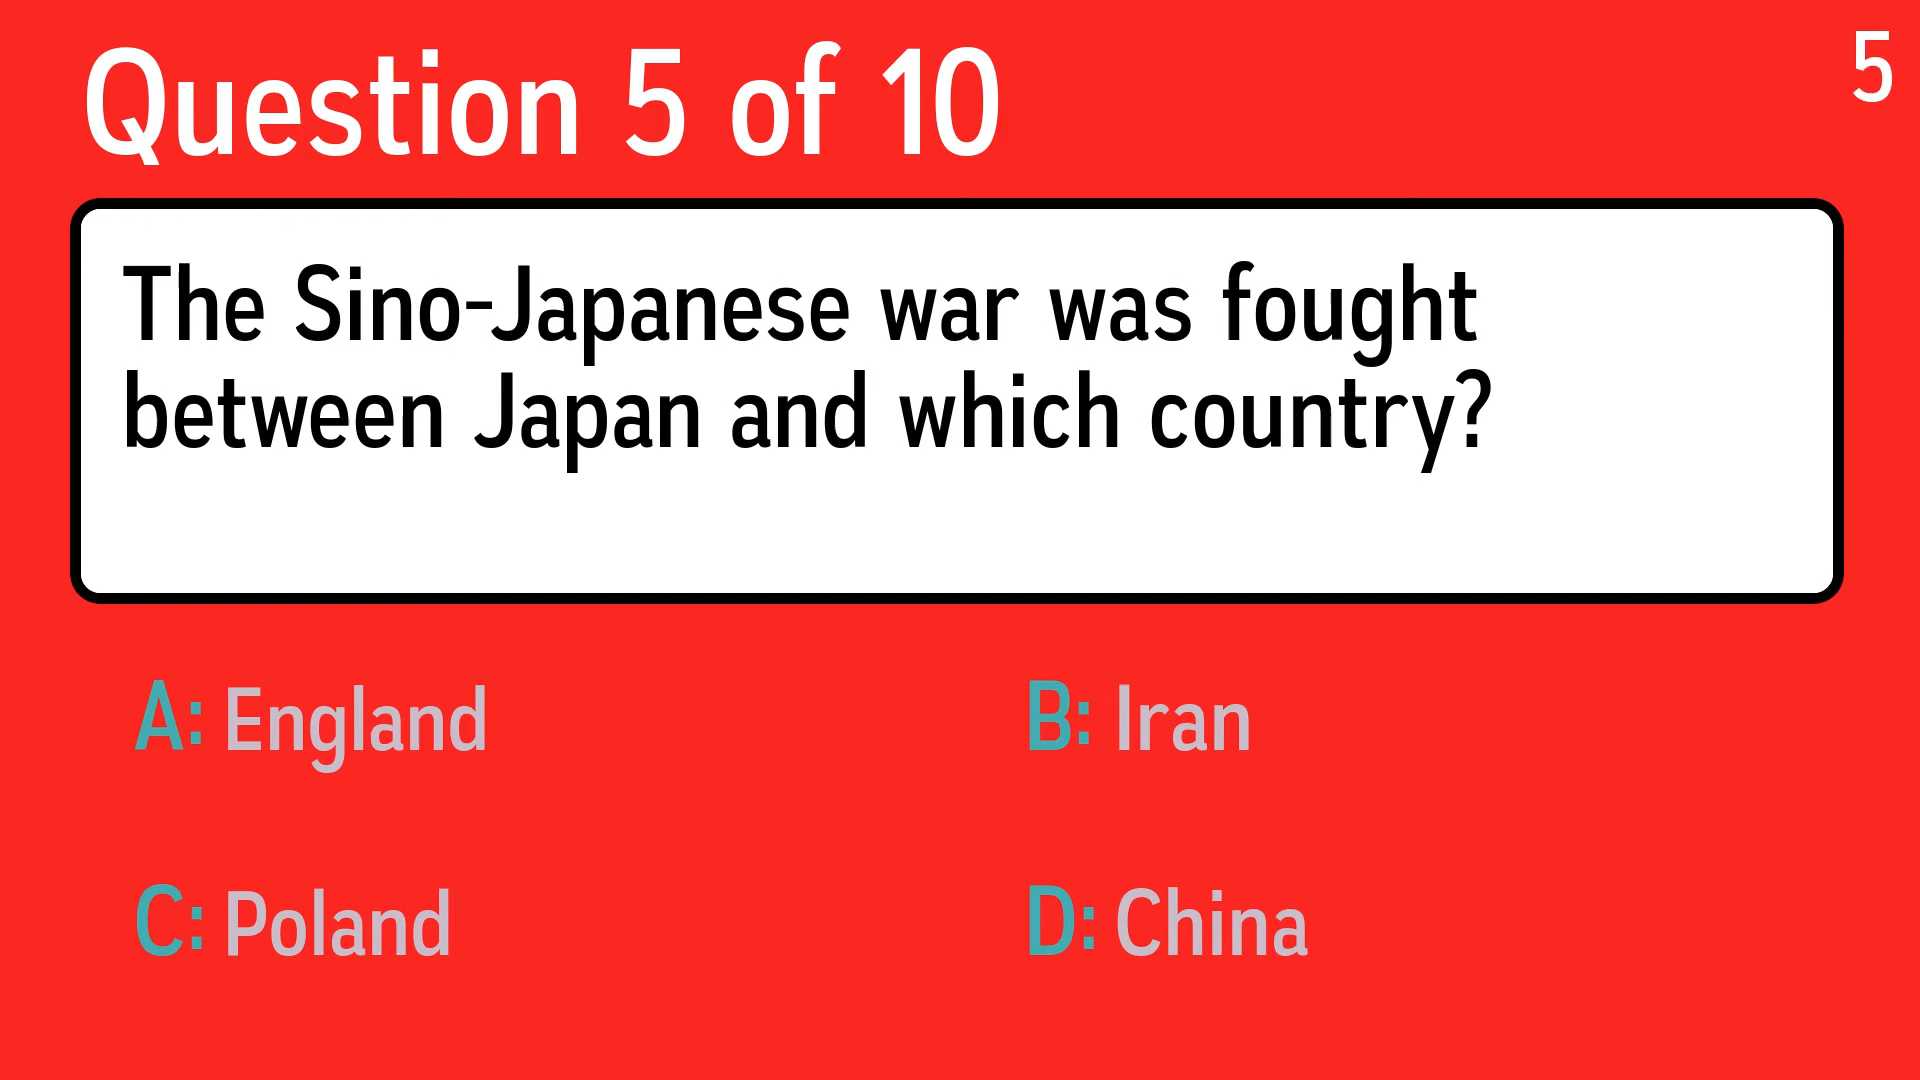 Question 5 of 10
5
The Sino-Japanese war was fought
between Japan and which country?
A: England
B: Iran
C: Poland
D: China